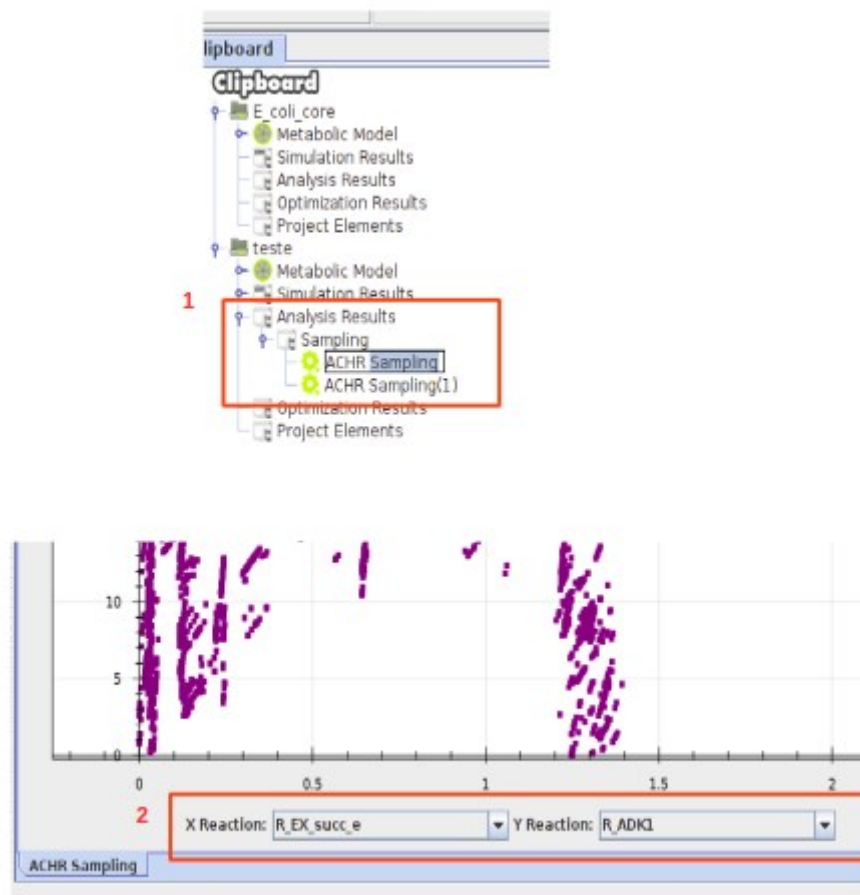 lipboard
Clipboard
E_coli_core
Metabolic Model
Simulation Results
Analysis Results
Optimization Results
Project Elements
teste
Metabolic Model
1
Simulation Results
Analysis Results
Sampling
ACHR Sampling
ACHR Sampling(1)
Optimization Results
Project Elements
10
5
0
0 0.5 1 1.5 2
2
X Reaction: R_EX_succ_e Y Reaction: R_ADK1
ACHR Sampling